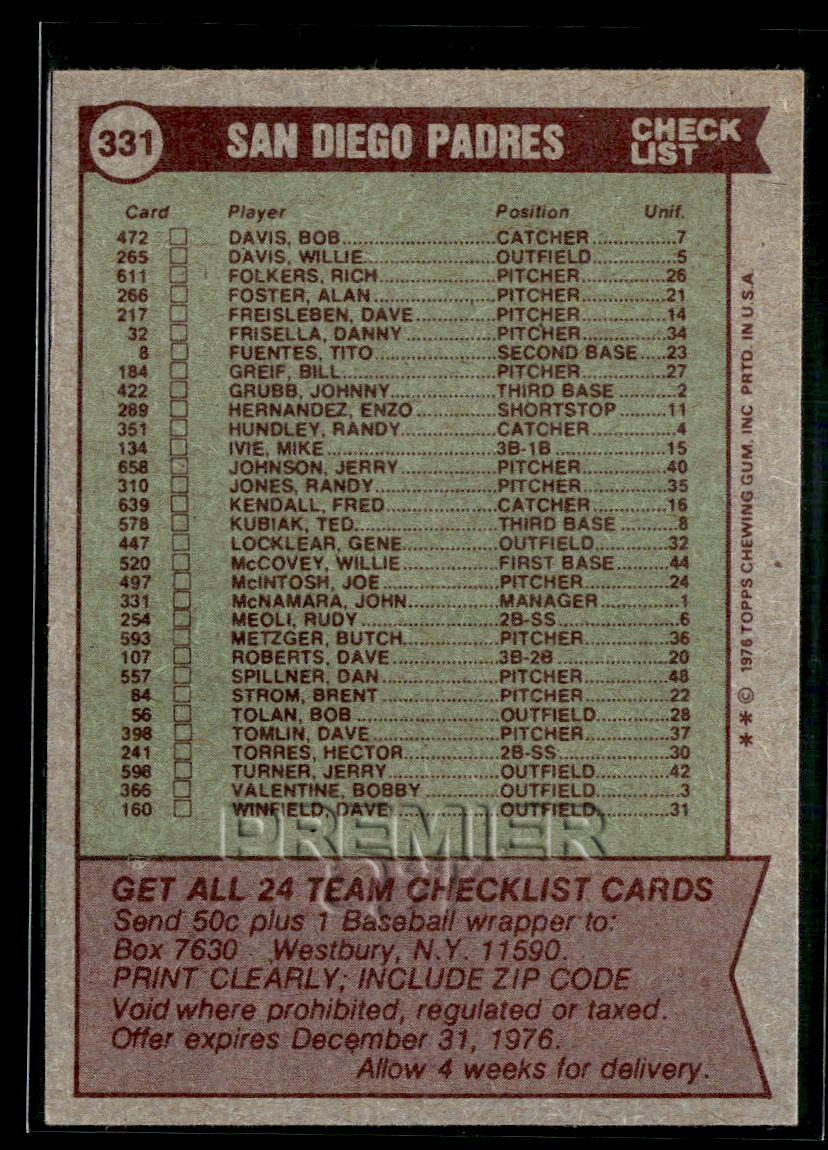 331 SAN DIEGO PADRES CHECK LIST
Card Player Position Unif.
472 DAVIS, BOB CATCHER 7
265 DAVIS, WILLIE OUTFIELD 5
611 FOLKERS, RICH PITCHER 26
266 FOSTER, ALAN PITCHER 21
217 FREISLEBEN, DAVE PITCHER 14
32 FRISELLA, DANNY PITCHER 34
8 FUENTES, TITO SECOND BASE 23
184 GREIF, BILL PITCHER 27
422 GRUBB, JOHNNY THIRD BASE 2
289 HERNANDEZ, ENZO SHORTSTOP 11
351 HUNDLEY, RANDY CATCHER 4
134 IVIE, MIKE 3B-1B 15
658 JOHNSON, JERRY PITCHER 40
310 JONES, RANDY PITCHER 35
639 KENDALL, FRED CATCHER 16
578 KUBIAK, TED THIRD BASE 8
447 LOCKLEAR, GENE OUTFIELD 32
520 McCOVEY, WILLIE FIRST BASE 44
497 McINTOSH, JOE PITCHER 24
331 McNAMARA, JOHN MANAGER 1
254 MEOLI, RUDY 2B-SS 6
593 METZGER, BUTCH PITCHER 36
107 ROBERTS, DAVE 3B-2B 20
557 SPILLNER, DAN PITCHER 48
84 STROM, BRENT PITCHER 22
56 TOLAN, BOB OUTFIELD 28
398 TOMLIN, DAVE PITCHER 37
241 TORRES, HECTOR 2B-SS 30
598 TURNER, JERRY OUTFIELD 42
366 VALENTINE, BOBBY OUTFIELD 3
160 WINFIELD, DAVE OUTFIELD 31
PREMIER
GET ALL 24 TEAM CHECKLIST CARDS
Send 50c plus 1 Baseball wrapper to:
Box 7630 Westbury, N.Y. 11590.
PRINT CLEARLY; INCLUDE ZIP CODE
Void where prohibited, regulated or taxed.
Offer expires December 31, 1976.
Allow 4 weeks for delivery.
**© 1976 TOPPS CHEWING GUM, INC. PRTD. IN U.S.A.